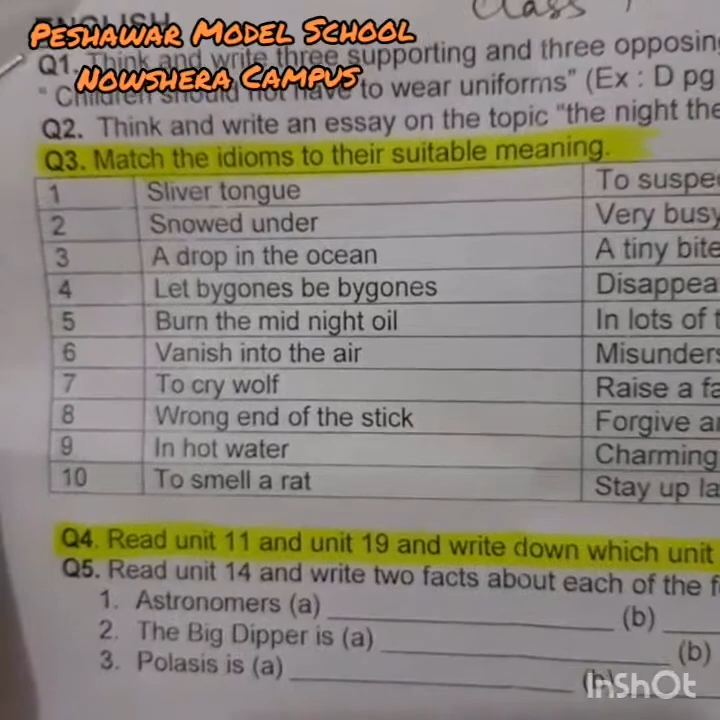 ENGLISH
Class
PESHAWAR MODEL SCHOOL
NOWSHERA CAMPUS
Q1. Think and write three supporting and three opposing
"Children should not have to wear uniforms" (Ex : D pg
Q2. Think and write an essay on the topic "the night the
Q3. Match the idioms to their suitable meaning.
1 Sliver tongue To suspe
2 Snowed under Very busy
3 A drop in the ocean A tiny bite
4 Let bygones be bygones Disappea
5 Burn the mid night oil In lots of t
6 Vanish into the air Misunders
7 To cry wolf Raise a fa
8 Wrong end of the stick Forgive a
9 In hot water Charming
10 To smell a rat Stay up la
Q4. Read unit 11 and unit 19 and write down which unit
Q5. Read unit 14 and write two facts about each of the f
1. Astronomers (a) (b)
2. The Big Dipper is (a) (b)
3. Polasis is (a) (b)
InShOt